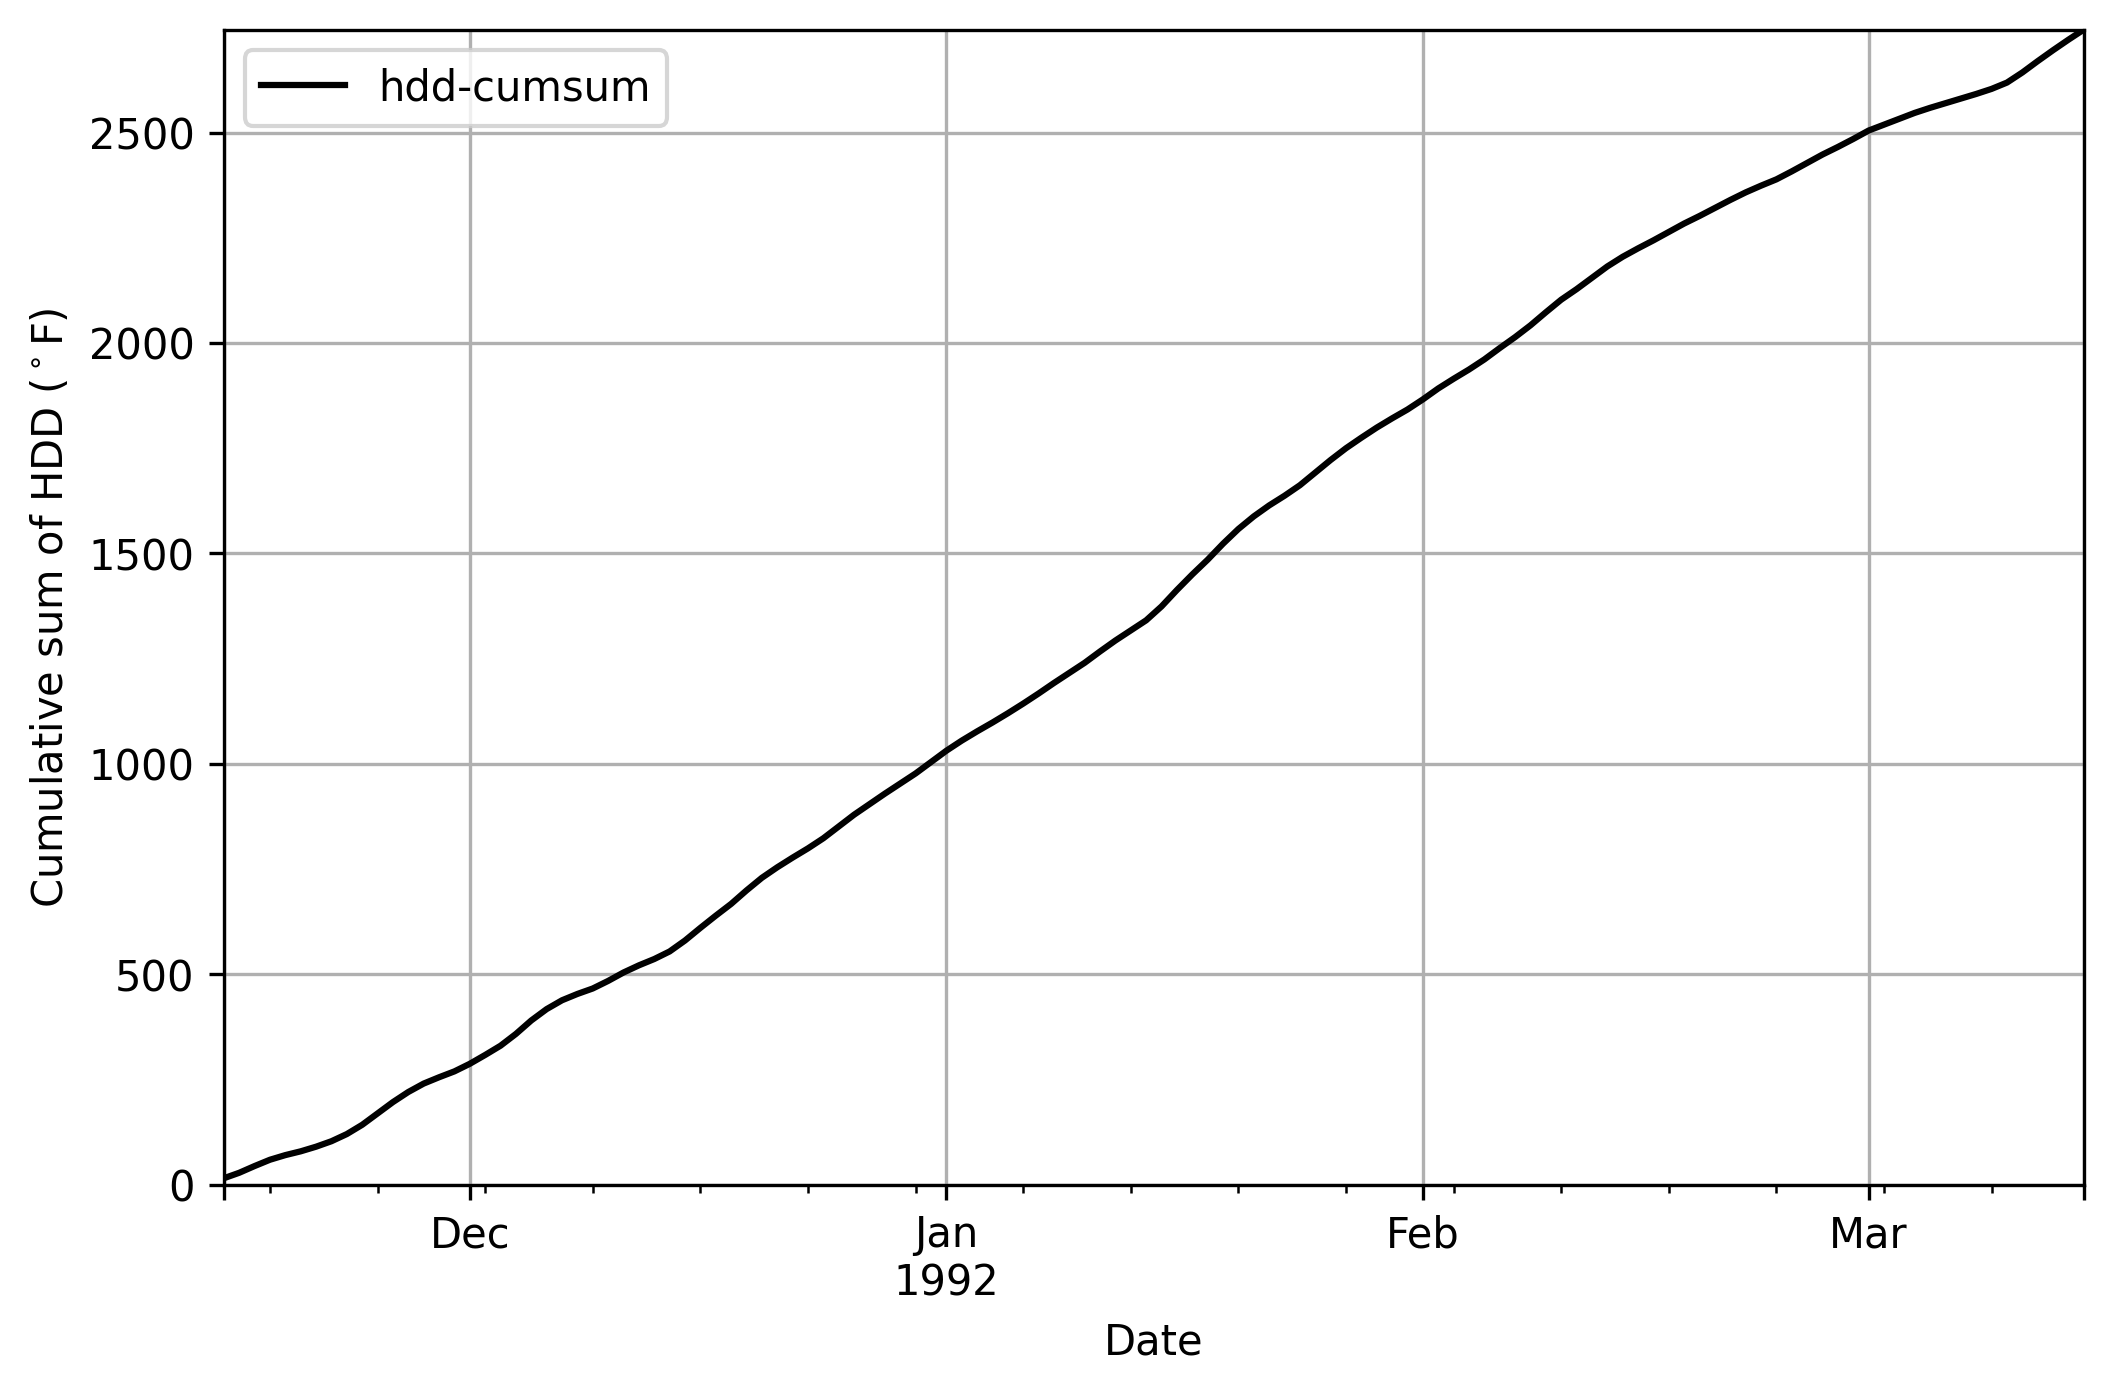 hdd-cumsum
2500
2000
1500
1000
500
0
Cumulative sum of HDD (°F)
Dec
Jan
1992
Feb
Mar
Date